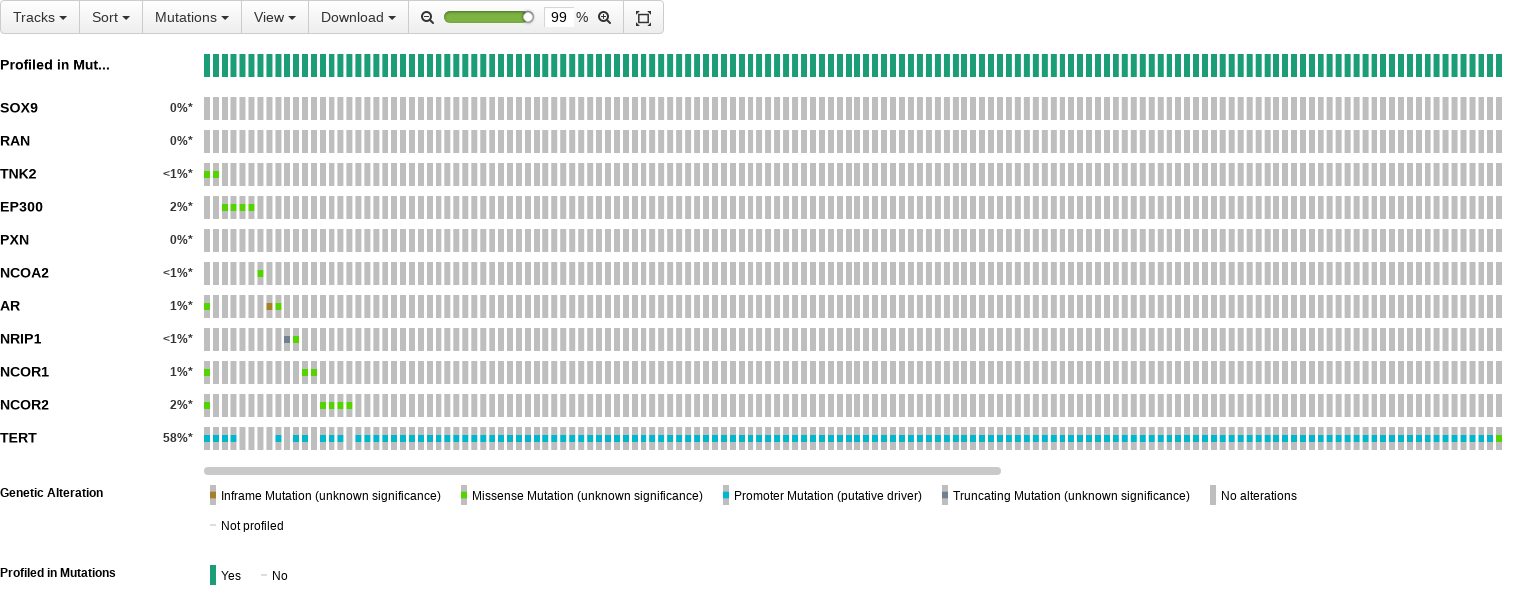 Tracks Sort Mutations View Download 99 %
Profiled in Mut...
SOX9 0%*
RAN 0%*
TNK2 <1%*
EP300 2%*
PXN 0%*
NCOA2 <1%*
AR 1%*
NRIP1 <1%*
NCOR1 1%*
NCOR2 2%*
TERT 58%*
Genetic Alteration Inframe Mutation (unknown significance) Missense Mutation (unknown significance) Promoter Mutation (putative driver) Truncating Mutation (unknown significance) No alterations
Not profiled
Profiled in Mutations Yes No